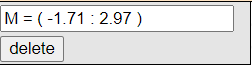 M = ( -1.71 : 2.97 )
delete